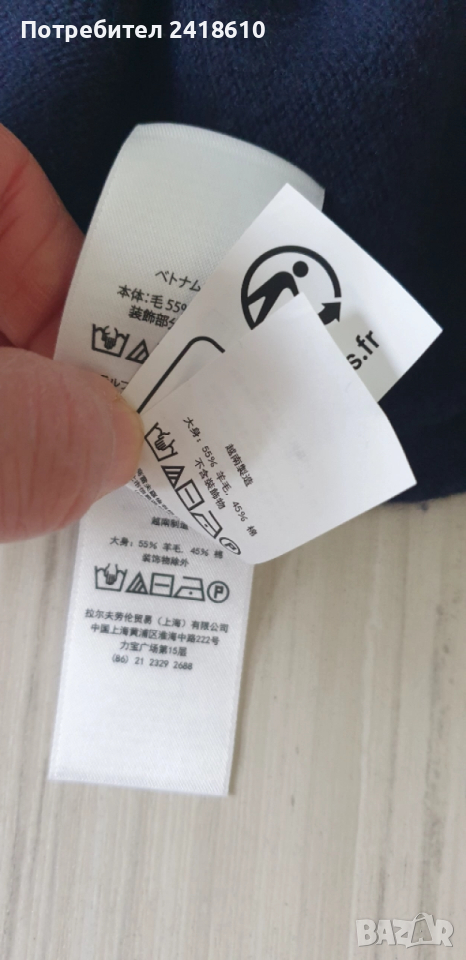 Потребител 2418610
ベトナム
本体:毛 55%
装飾部分
s.fr
越南製造
大身: 55% 羊毛, 45% 棉
不含裝飾物
P
越南制造
大身: 55% 羊毛, 45% 棉
装饰物除外
P
拉尔夫劳伦贸易 (上海) 有限公司
中国上海黄浦区淮海中路222号
力宝广场第15层
(86) 21 2329 2688
BAZAR